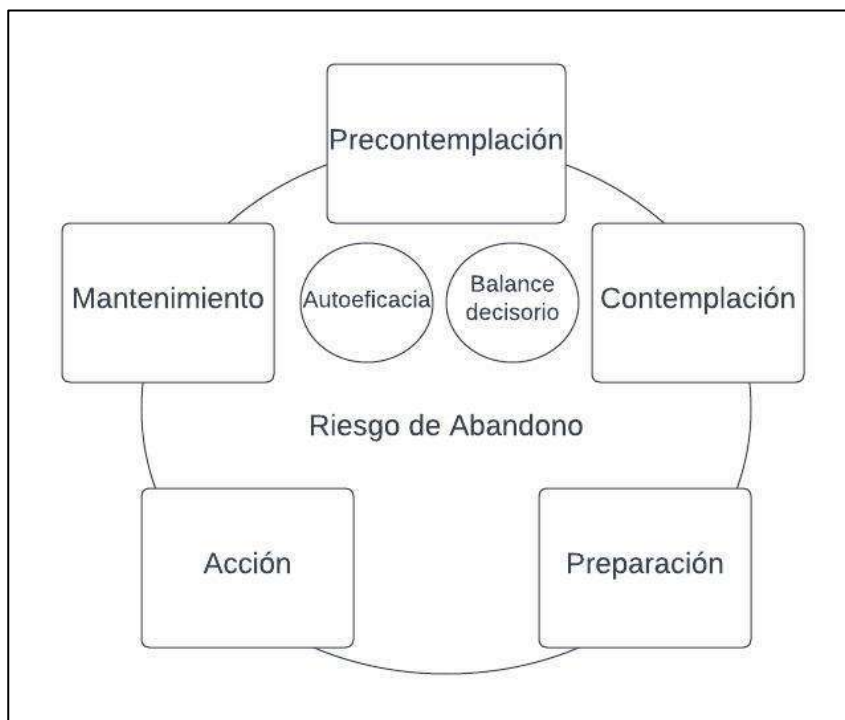 Precontemplación
Mantenimiento
Autoeficacia
Balance
decisorio
Contemplación
Riesgo de Abandono
Acción
Preparación